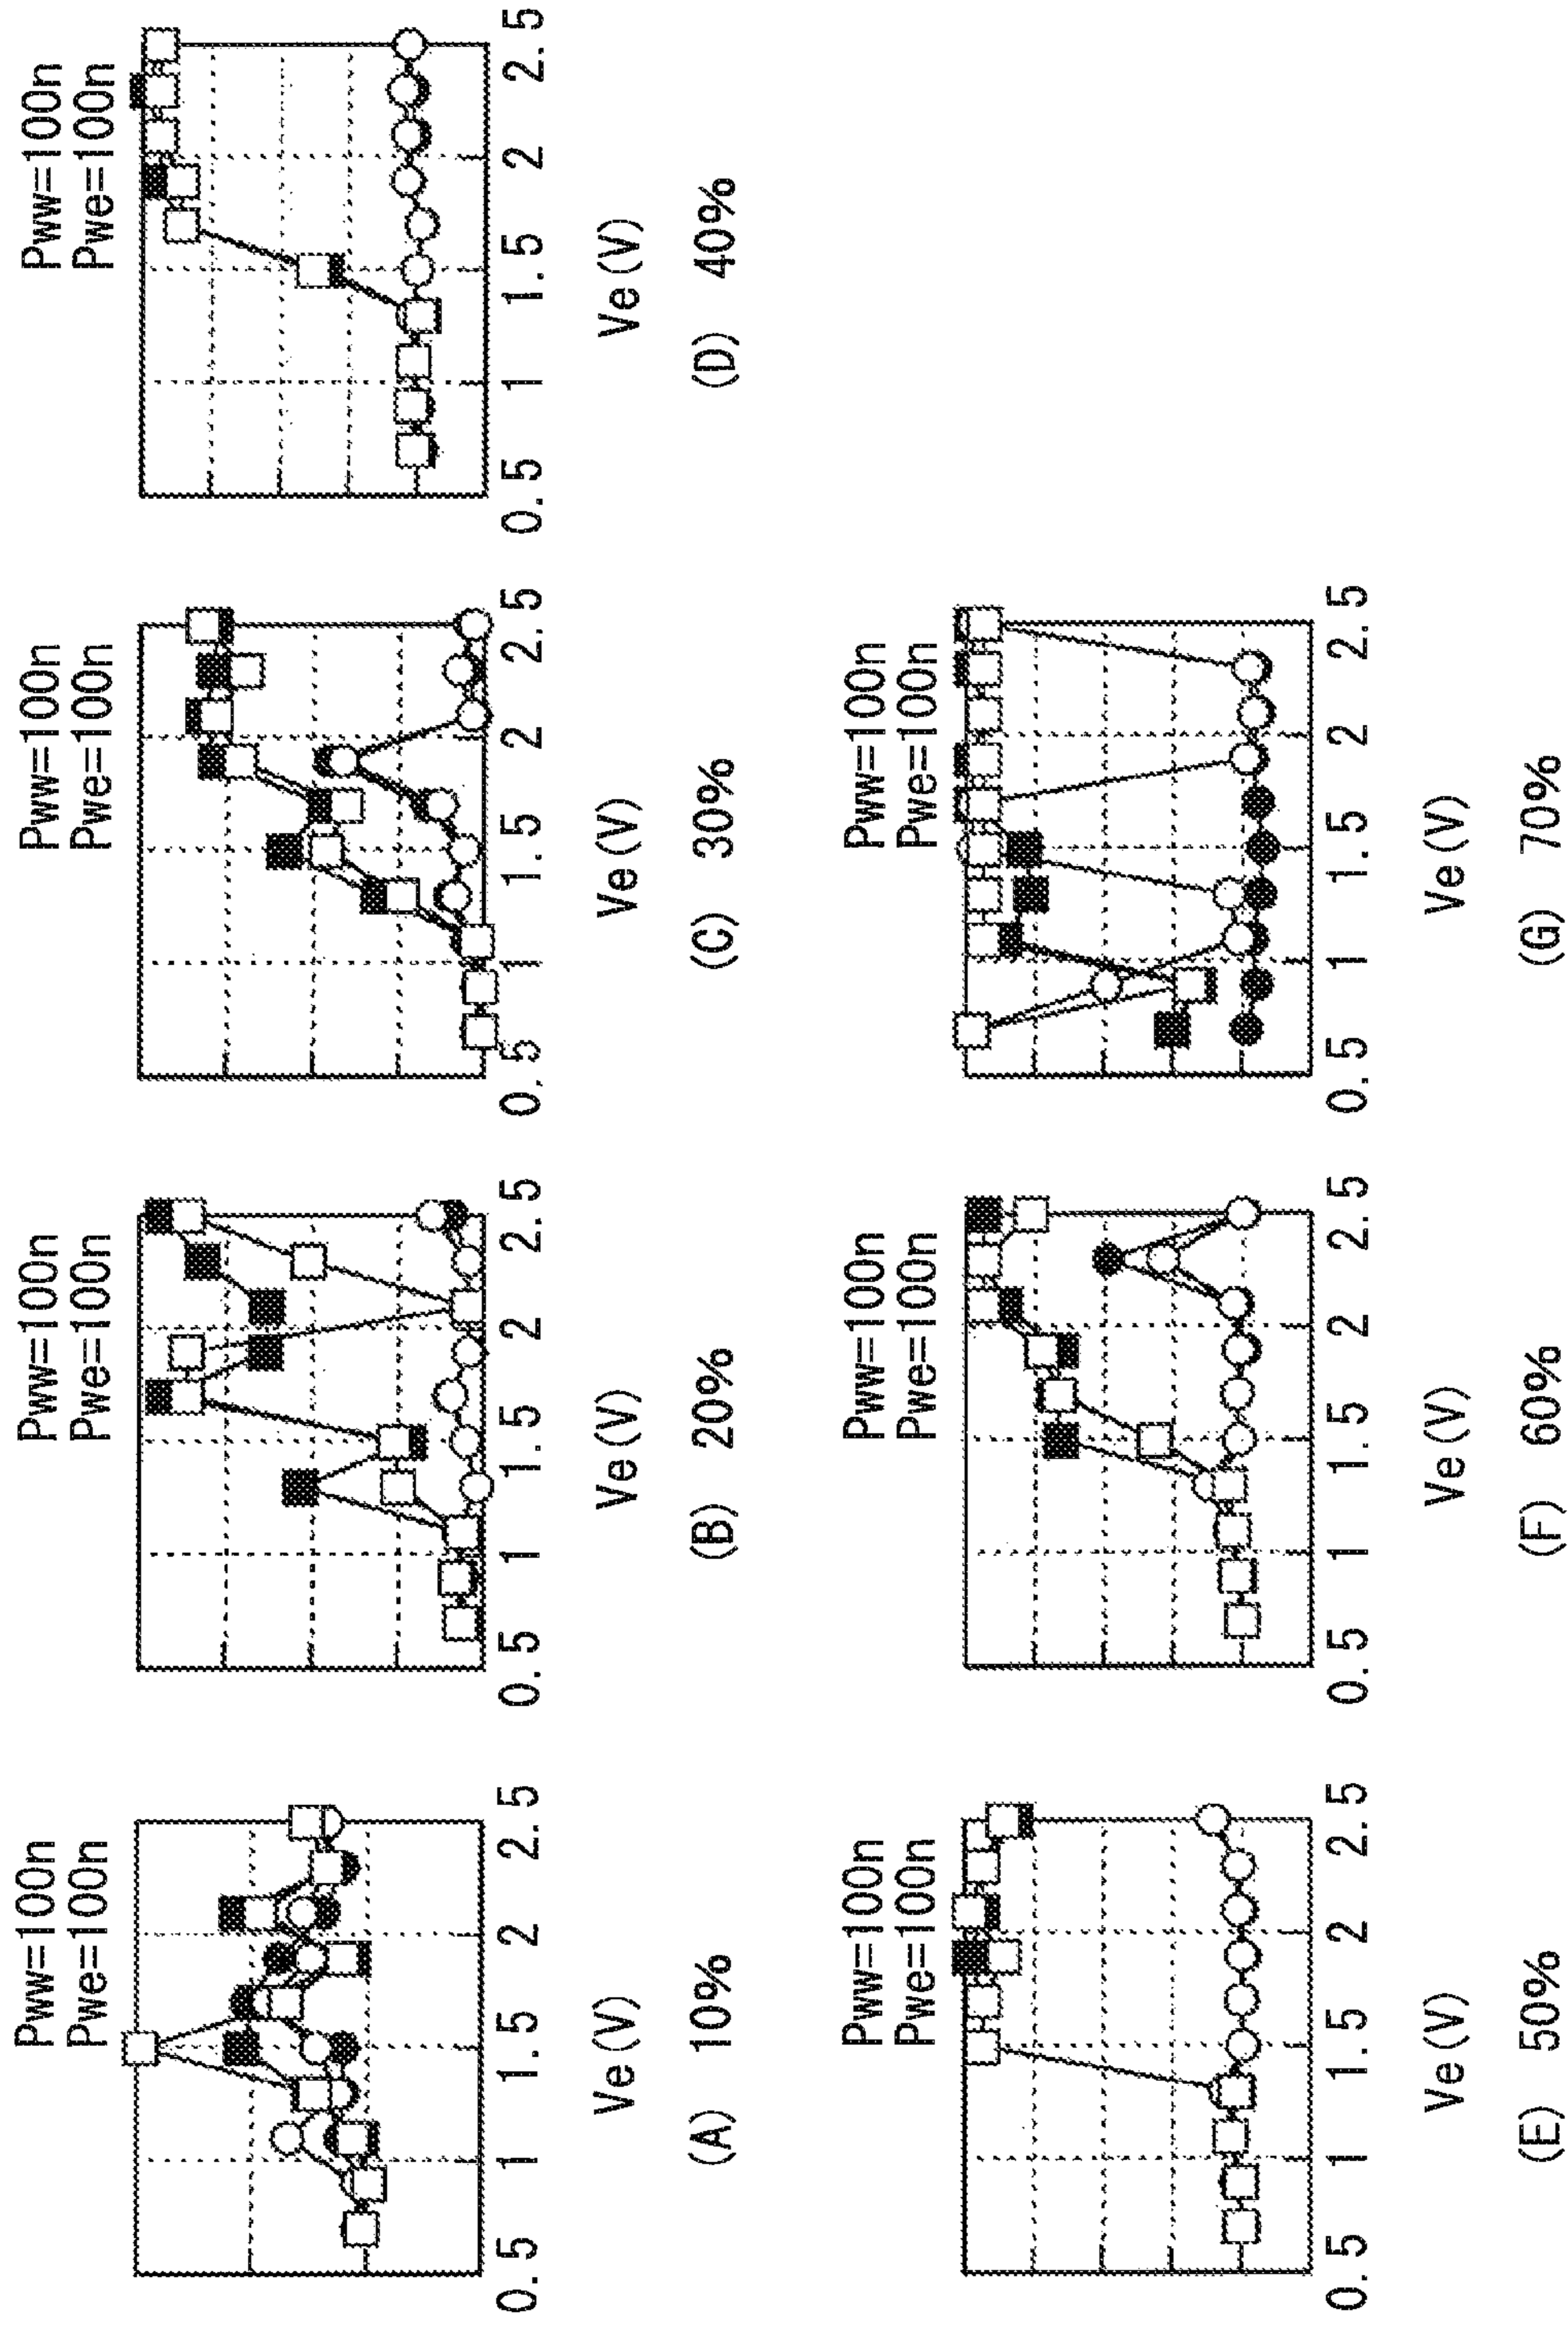 Pww=100n
Pwe=100n
0.5 1 1.5 2 2.5
Ve(V)
(A) 10%
Pww=100n
Pwe=100n
0.5 1 1.5 2 2.5
Ve(V)
(B) 20%
Pww=100n
Pwe=100n
0.5 1 1.5 2 2.5
Ve(V)
(C) 30%
Pww=100n
Pwe=100n
0.5 1 1.5 2 2.5
Ve(V)
(D) 40%
Pww=100n
Pwe=100n
0.5 1 1.5 2 2.5
Ve(V)
(E) 50%
Pww=100n
Pwe=100n
0.5 1 1.5 2 2.5
Ve(V)
(F) 60%
Pww=100n
Pwe=100n
0.5 1 1.5 2 2.5
Ve(V)
(G) 70%